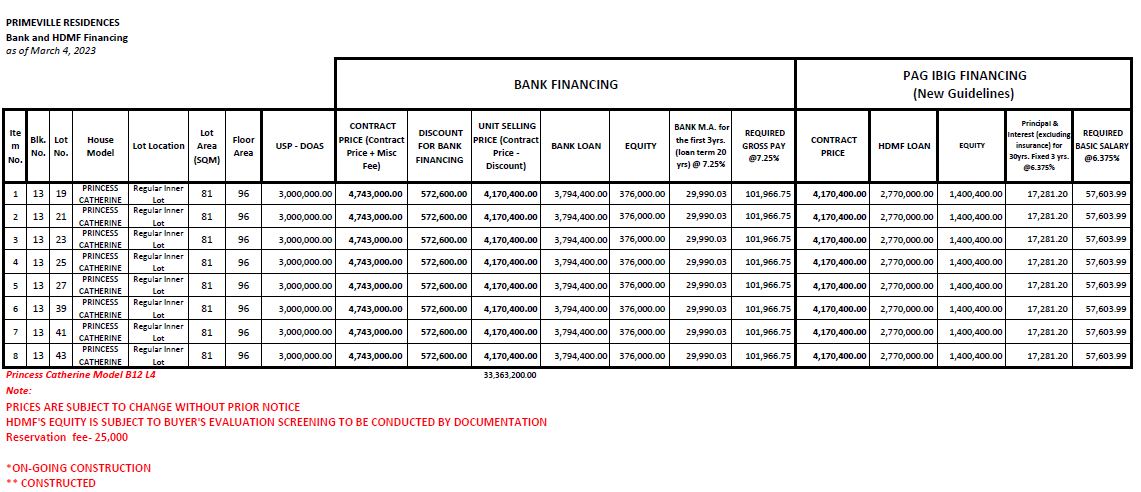 PRIMEVILLE RESIDENCES
Bank and HDMF Financing
as of March 4, 2023
BANK FINANCING
PAG IBIG FINANCING
(New Guidelines)
Ite m No. Blk. No. Lot No. House Model Lot Location Lot Area (SQM) Floor Area USP - DOAS CONTRACT PRICE (Contract Price + Misc Fee) DISCOUNT FOR BANK FINANCING UNIT SELLING PRICE (Contract Price - Discount) BANK LOAN EQUITY BANK M.A. for the first 3yrs. (loan term 20 yrs) @ 7.25% REQUIRED GROSS PAY @7.25% CONTRACT PRICE HDMF LOAN EQUITY Principal & Interest (excluding insurance) for 30yrs. Fixed 3 yrs. @6.375% REQUIRED BASIC SALARY @6.375%
1 13 19 PRINCESS CATHERINE Regular Inner Lot 81 96 3,000,000.00 4,743,000.00 572,600.00 4,170,400.00 3,794,400.00 376,000.00 29,990.03 101,966.75 4,170,400.00 2,770,000.00 1,400,400.00 17,281.20 57,603.99
2 13 21 PRINCESS CATHERINE Regular Inner Lot 81 96 3,000,000.00 4,743,000.00 572,600.00 4,170,400.00 3,794,400.00 376,000.00 29,990.03 101,966.75 4,170,400.00 2,770,000.00 1,400,400.00 17,281.20 57,603.99
3 13 23 PRINCESS CATHERINE Regular Inner Lot 81 96 3,000,000.00 4,743,000.00 572,600.00 4,170,400.00 3,794,400.00 376,000.00 29,990.03 101,966.75 4,170,400.00 2,770,000.00 1,400,400.00 17,281.20 57,603.99
4 13 25 PRINCESS CATHERINE Regular Inner Lot 81 96 3,000,000.00 4,743,000.00 572,600.00 4,170,400.00 3,794,400.00 376,000.00 29,990.03 101,966.75 4,170,400.00 2,770,000.00 1,400,400.00 17,281.20 57,603.99
5 13 27 PRINCESS CATHERINE Regular Inner Lot 81 96 3,000,000.00 4,743,000.00 572,600.00 4,170,400.00 3,794,400.00 376,000.00 29,990.03 101,966.75 4,170,400.00 2,770,000.00 1,400,400.00 17,281.20 57,603.99
6 13 39 PRINCESS CATHERINE Regular Inner Lot 81 96 3,000,000.00 4,743,000.00 572,600.00 4,170,400.00 3,794,400.00 376,000.00 29,990.03 101,966.75 4,170,400.00 2,770,000.00 1,400,400.00 17,281.20 57,603.99
7 13 41 PRINCESS CATHERINE Regular Inner Lot 81 96 3,000,000.00 4,743,000.00 572,600.00 4,170,400.00 3,794,400.00 376,000.00 29,990.03 101,966.75 4,170,400.00 2,770,000.00 1,400,400.00 17,281.20 57,603.99
8 13 43 PRINCESS CATHERINE Regular Inner Lot 81 96 3,000,000.00 4,743,000.00 572,600.00 4,170,400.00 3,794,400.00 376,000.00 29,990.03 101,966.75 4,170,400.00 2,770,000.00 1,400,400.00 17,281.20 57,603.99
Princess Catherine Model B12 L4 33,363,200.00
Note:
PRICES ARE SUBJECT TO CHANGE WITHOUT PRIOR NOTICE
HDMF'S EQUITY IS SUBJECT TO BUYER'S EVALUATION SCREENING TO BE CONDUCTED BY DOCUMENTATION
Reservation fee- 25,000
*ON-GOING CONSTRUCTION
** CONSTRUCTED